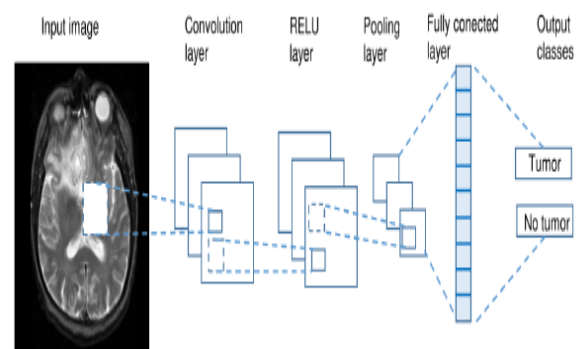 Input image
Convolution
layer
RELU
layer
Pooling
layer
Fully conected
layer
Output
classes
Tumor
No tumor